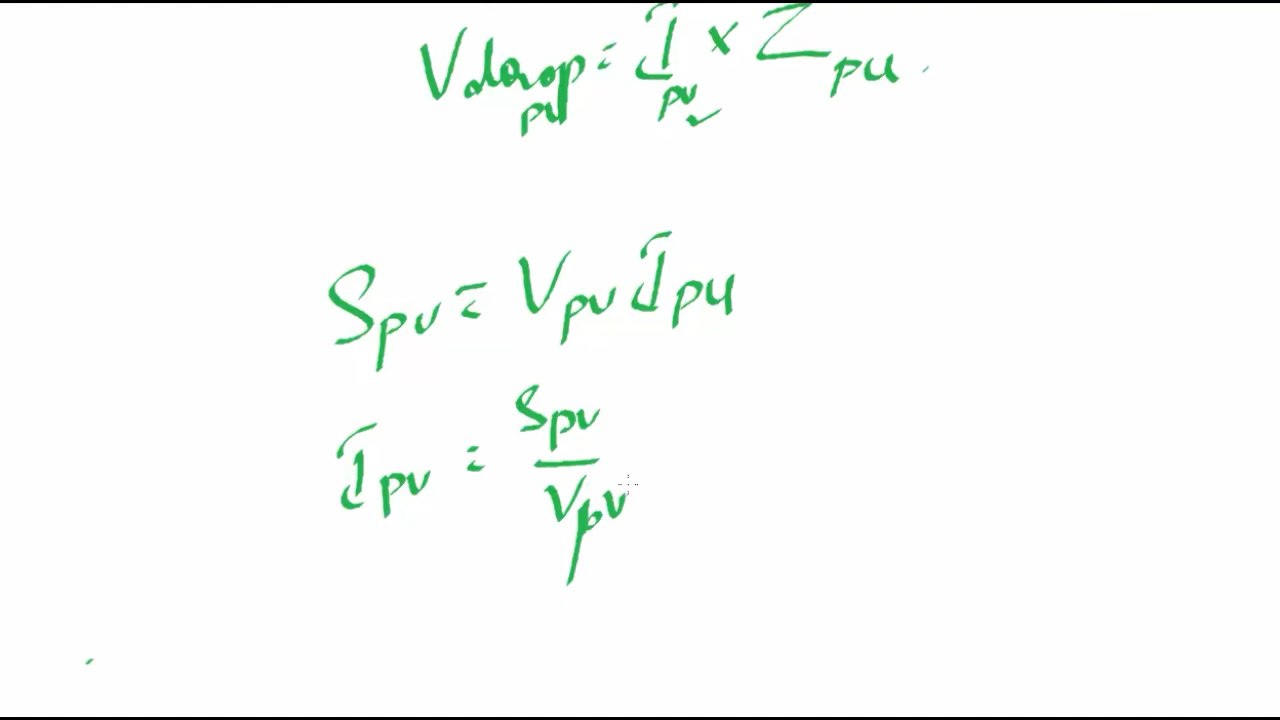 Vdrop pu = I pu × Z pu
Spu = Vpu Ipu
Ipu = Spu / Vpu